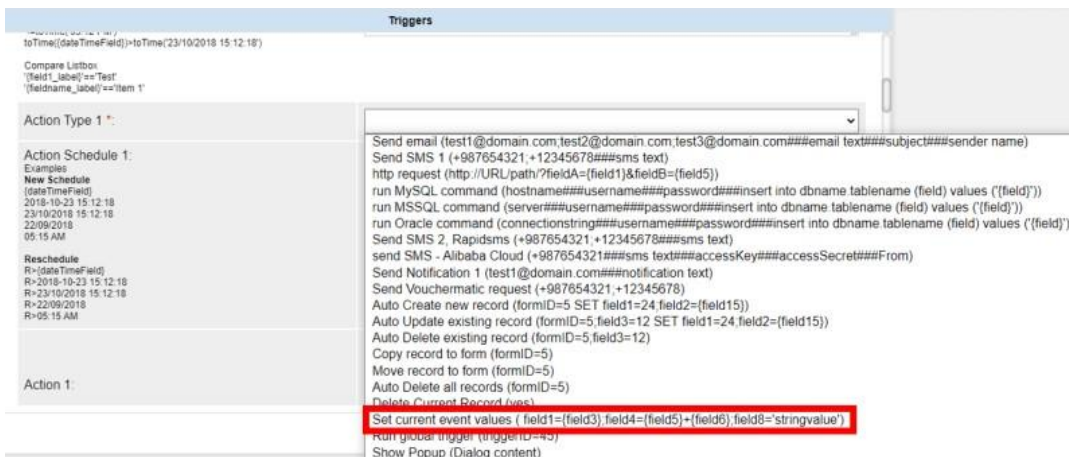 Triggers
toTime({dateTimeField})>toTime('23/10/2018 15:12:18')
Compare Listbox
'{field1_label}'=='Test'
'{fieldname_label}'=='Item 1'
Action Type 1 *:
Send email (test1@domain.com;test2@domain.com;test3@domain.com###email text###subject###sender name)
Action Schedule 1:
Examples
New Schedule
{dateTimeField}
2018-10-23 15:12:18
23/10/2018 15:12:18
22/09/2018
05:15 AM
Reschedule
R>{dateTimeField}
R>2018-10-23 15:12:18
R>23/10/2018 15:12:18
R>22/09/2018
R>05:15 AM
Action 1:
Send SMS 1 (+987654321;+12345678###sms text)
http request (http://URL/path/?fieldA={field1}&fieldB={field5})
run MySQL command (hostname###username###password###insert into dbname.tablename (field) values ('{field}'))
run MSSQL command (server###username###password###insert into dbname.tablename (field) values ('{field}'))
run Oracle command (connectionstring###username###password###insert into dbname.tablename (field) values ('{field}')
Send SMS 2, Rapidsms (+987654321;+12345678###sms text)
send SMS - Alibaba Cloud (+987654321###sms text###accessKey###accessSecret###From)
Send Notification 1 (test1@domain.com###notification text)
Send Vouchermatic request (+987654321;+12345678)
Auto Create new record (formID=5 SET field1=24;field2={field15})
Auto Update existing record (formID=5;field3=12 SET field1=24;field2={field15})
Auto Delete existing record (formID=5;field3=12)
Copy record to form (formID=5)
Move record to form (formID=5)
Auto Delete all records (formID=5)
Delete Current Record (yes)
Set current event values ( field1={field3};field4={field5}+{field6};field8='stringvalue')
Run global trigger (triggerID=45)
Show Popup (Dialog content)